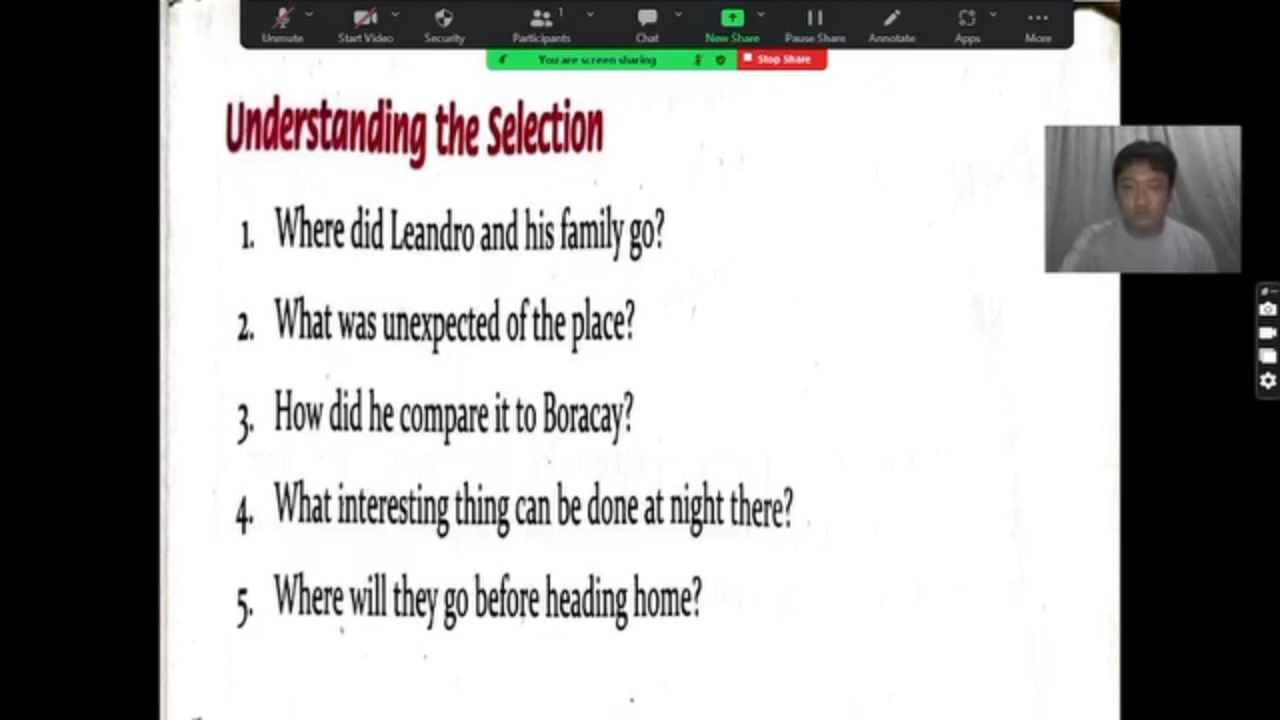 1
Unmute
Start Video
Security
Participants
Chat
New Share
Pause Share
Annotate
Apps
More
You are screen sharing
Stop Share
Understanding the Selection
1. Where did Leandro and his family go?
2. What was unexpected of the place?
3. How did he compare it to Boracay?
4. What interesting thing can be done at night there?
5. Where will they go before heading home?